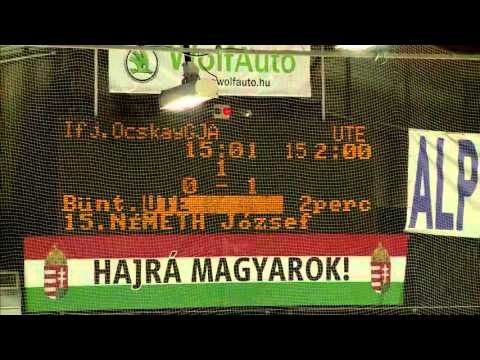 WolfAuto
wolfauto.hu
Ifj.OcskayGJA UTE
15:01 15 2:00
1
0 - 1
Bünt.UTE 2perc
15.NÉMETH József
ALP
HAJRÁ MAGYAROK!